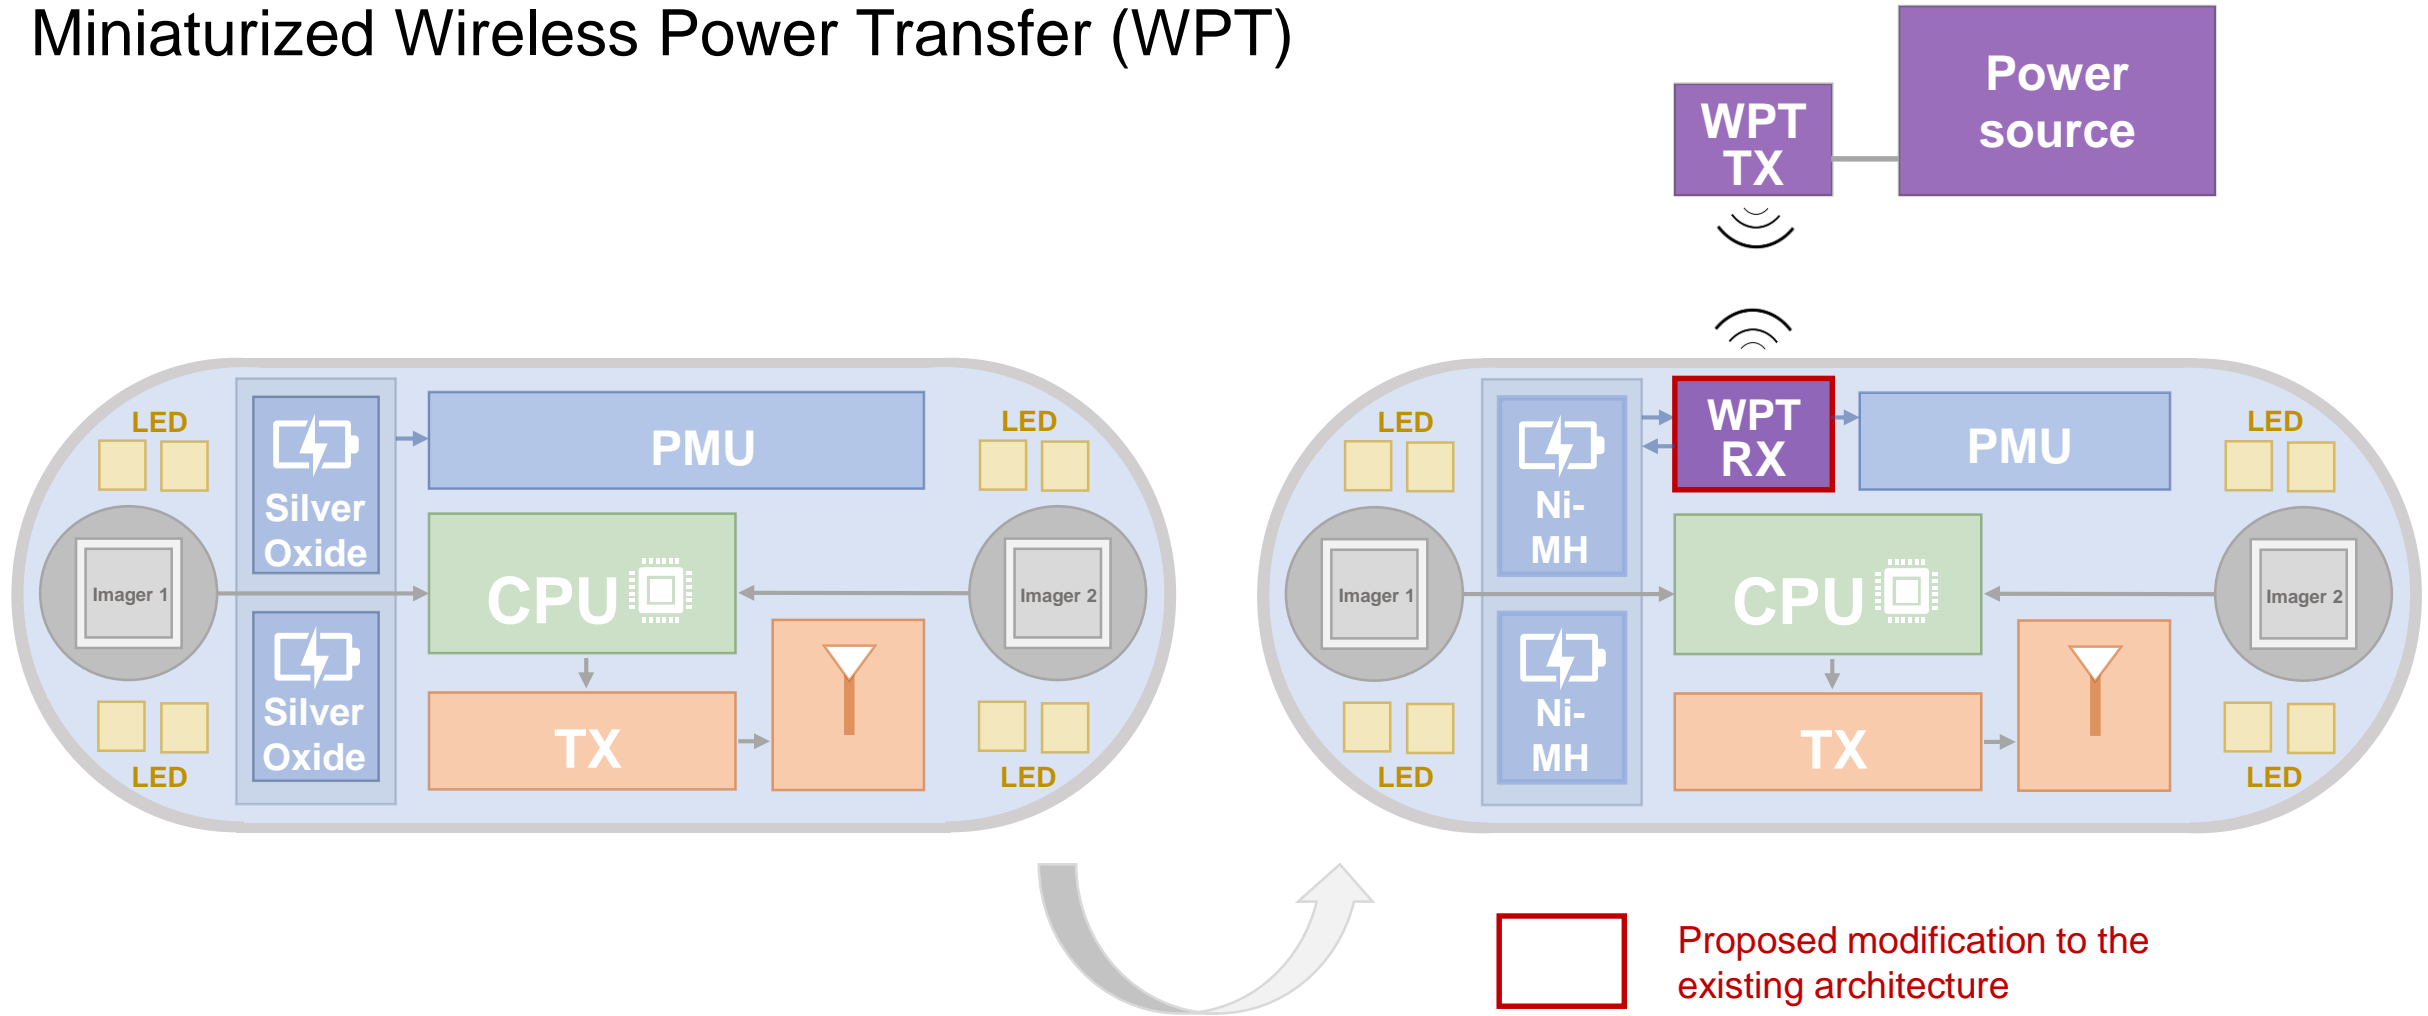 Miniaturized Wireless Power Transfer (WPT)
Power
source
WPT
TX
LED
LED
Silver
Oxide
PMU
Imager 1
CPU
Imager 2
Silver
Oxide
TX
LED
LED
LED
LED
Ni-
MH
WPT
RX
PMU
Imager 1
CPU
Imager 2
Ni-
MH
TX
LED
LED
Proposed modification to the
existing architecture